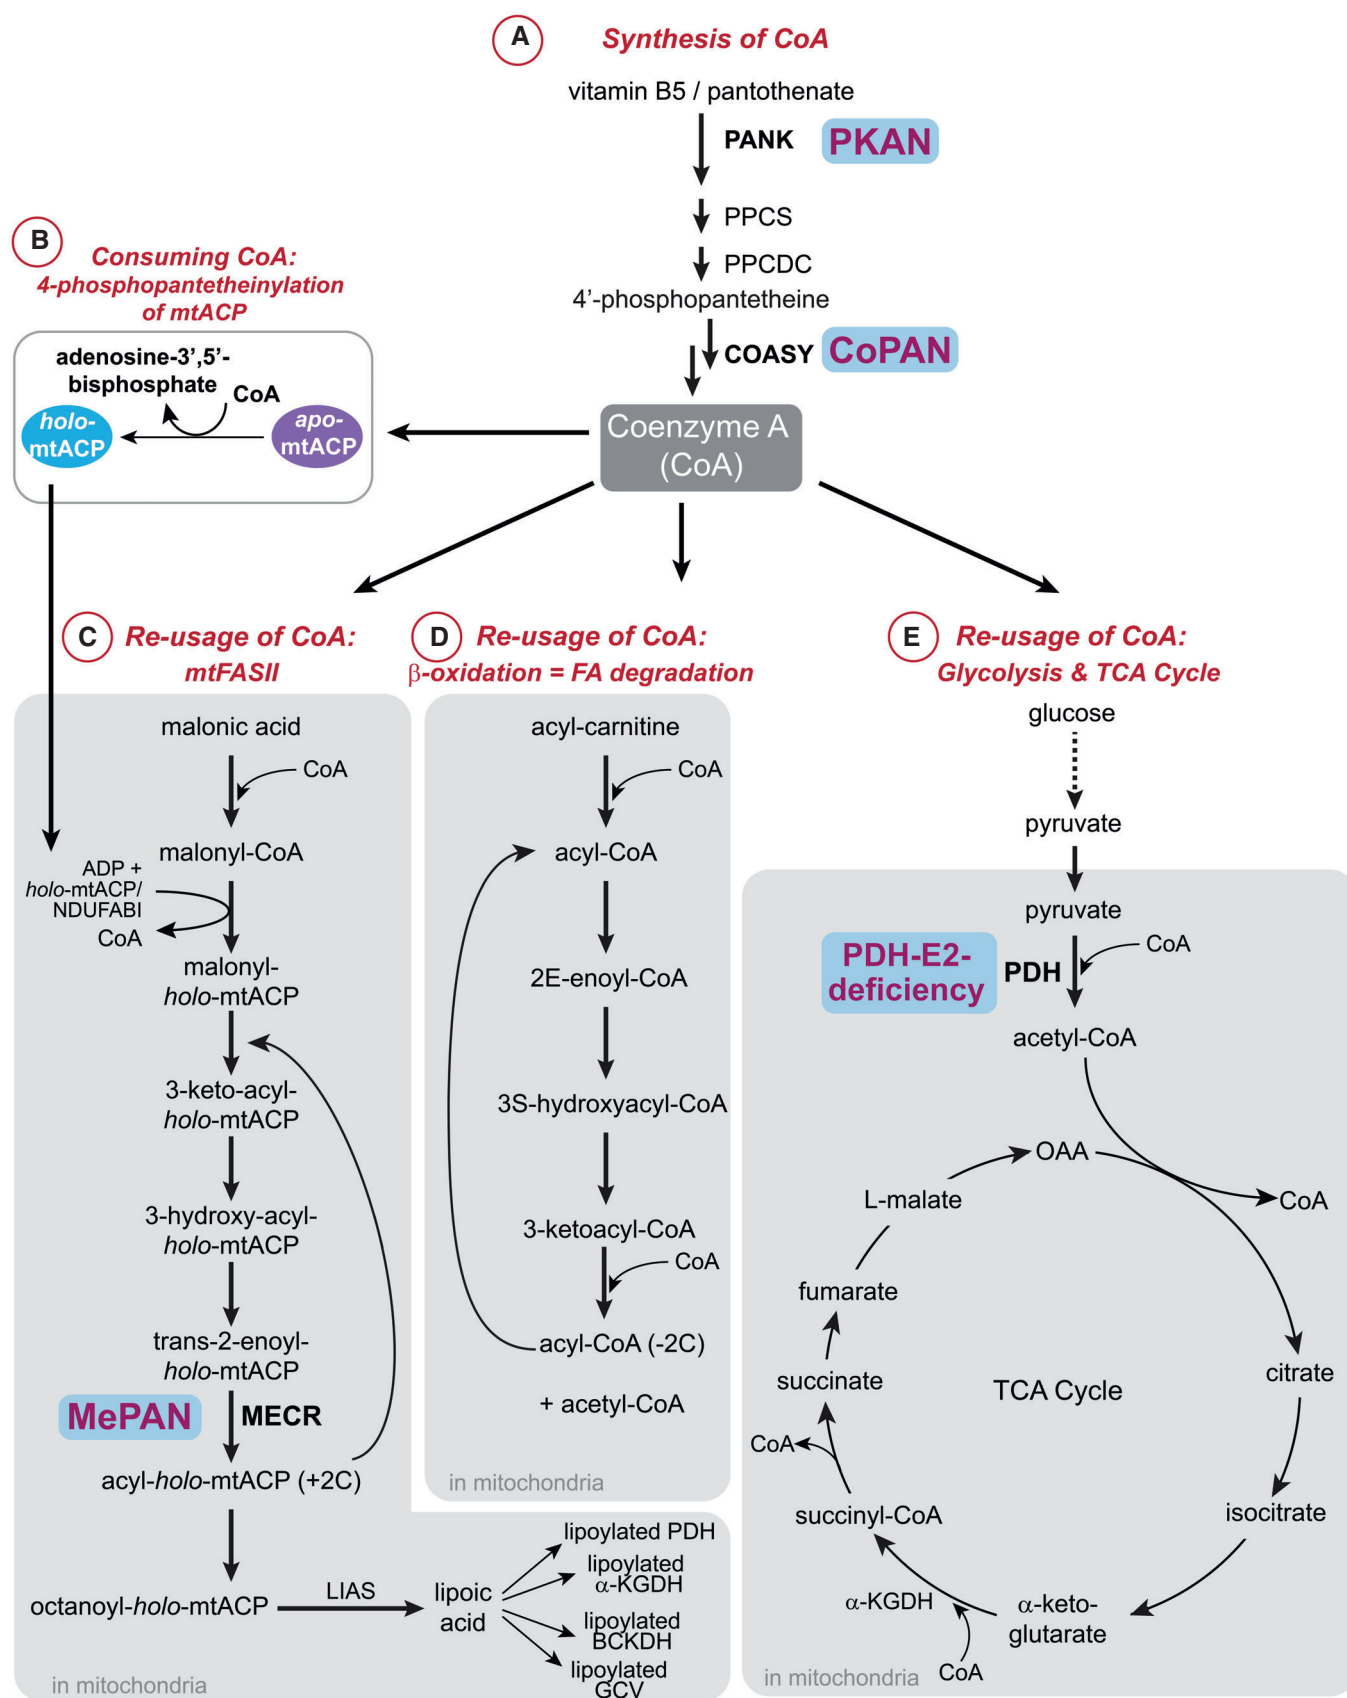 A
Synthesis of CoA
vitamin B5 / pantothenate
PANK
PKAN
PPCS
PPCDC
4’-phosphopantetheine
COASY
CoPAN
Coenzyme A
(CoA)
B
Consuming CoA:
4-phosphopantetheinylation
of mtACP
adenosine-3’,5’-
bisphosphate
CoA
holo-
mtACP
apo-
mtACP
C
Re-usage of CoA:
mtFASII
malonic acid
CoA
malonyl-CoA
ADP +
holo-mtACP/
NDUFABI
CoA
malonyl-
holo-mtACP
3-keto-acyl-
holo-mtACP
3-hydroxy-acyl-
holo-mtACP
trans-2-enoyl-
holo-mtACP
MePAN
MECR
acyl-holo-mtACP (+2C)
octanoyl-holo-mtACP
LIAS
lipoic
acid
lipoylated PDH
lipoylated
α-KGDH
lipoylated
BCKDH
lipoylated
GCV
in mitochondria
D
Re-usage of CoA:
β-oxidation = FA degradation
acyl-carnitine
CoA
acyl-CoA
2E-enoyl-CoA
3S-hydroxyacyl-CoA
3-ketoacyl-CoA
CoA
acyl-CoA (-2C)
+ acetyl-CoA
in mitochondria
E
Re-usage of CoA:
Glycolysis & TCA Cycle
glucose
pyruvate
pyruvate
PDH-E2-
deficiency
PDH
CoA
acetyl-CoA
OAA
CoA
L-malate
fumarate
succinate
TCA Cycle
citrate
CoA
succinyl-CoA
isocitrate
α-KGDH
α-keto-
glutarate
CoA
in mitochondria